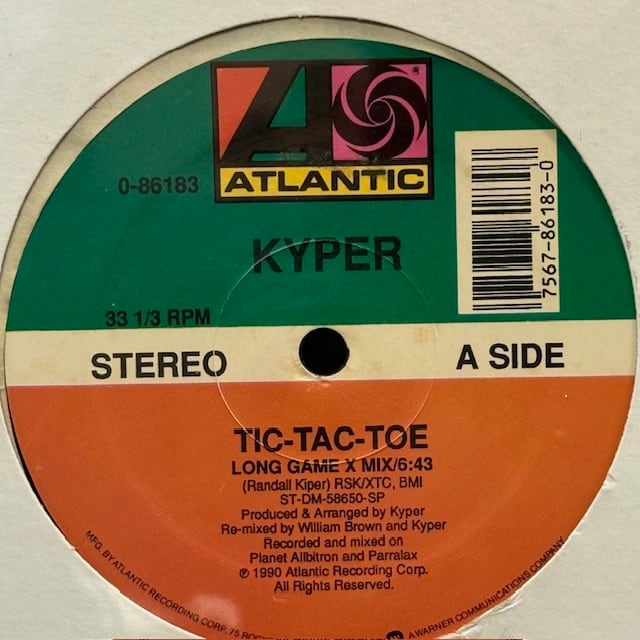 ATLANTIC
0-86183
7567-86183-0
KYPER
33 1/3 RPM
STEREO
A SIDE
TIC-TAC-TOE
LONG GAME X MIX/6:43
(Randall Kiper) RSK/XTC, BMI
ST-DM-58650-SP
Produced & Arranged by Kyper
Re-mixed by William Brown and Kyper
Recorded and mixed on
Planet Allbitron and Parralax
℗ 1990 Atlantic Recording Corp.
All Rights Reserved.
MFG. BY ATLANTIC RECORDING CORP. 75
A WARNER COMMUNICATIONS COMPANY